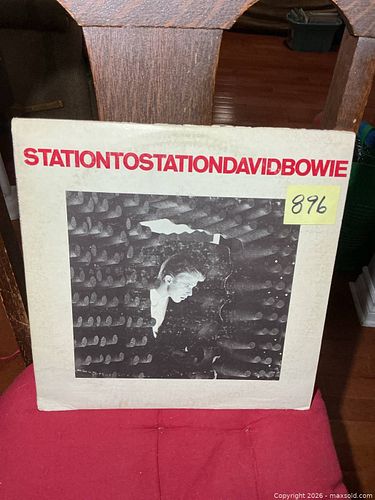 STATIONTOSTATIONDAVIDBOWIE
896
Copyright 2026 - maxsold.com